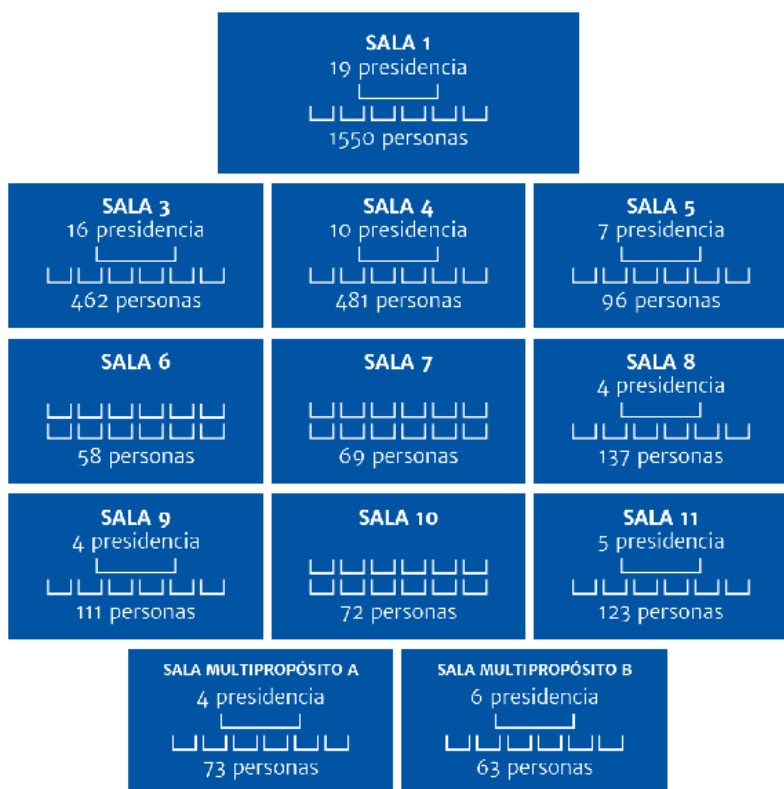 SALA 1
19 presidencia
1550 personas
SALA 3
16 presidencia
462 personas
SALA 4
10 presidencia
481 personas
SALA 5
7 presidencia
96 personas
SALA 6
58 personas
SALA 7
69 personas
SALA 8
4 presidencia
137 personas
SALA 9
4 presidencia
111 personas
SALA 10
72 personas
SALA 11
5 presidencia
123 personas
SALA MULTIPROPÓSITO A
4 presidencia
73 personas
SALA MULTIPROPÓSITO B
6 presidencia
63 personas